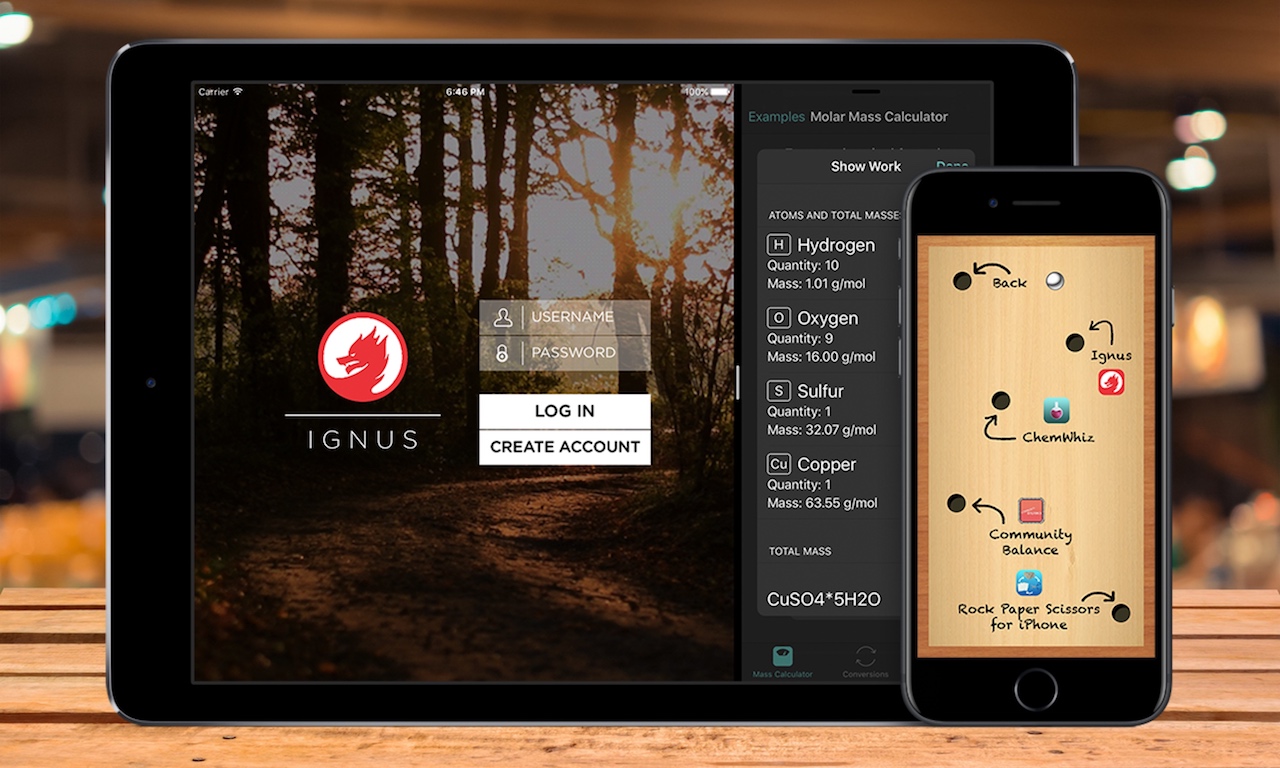 Carrier
6:46 PM
100%
IGNUS
USERNAME
PASSWORD
LOG IN
CREATE ACCOUNT
Examples Molar Mass Calculator
Show Work Done
ATOMS AND TOTAL MASSE
H Hydrogen
Quantity: 10
Mass: 1.01 g/mol
O Oxygen
Quantity: 9
Mass: 16.00 g/mol
S Sulfur
Quantity: 1
Mass: 32.07 g/mol
Cu Copper
Quantity: 1
Mass: 63.55 g/mol
TOTAL MASS
CuSO4*5H2O
Mass Calculator
Conversions
Back
Ignus
ChemWhiz
Community
Balance
Rock Paper Scissors
for iPhone